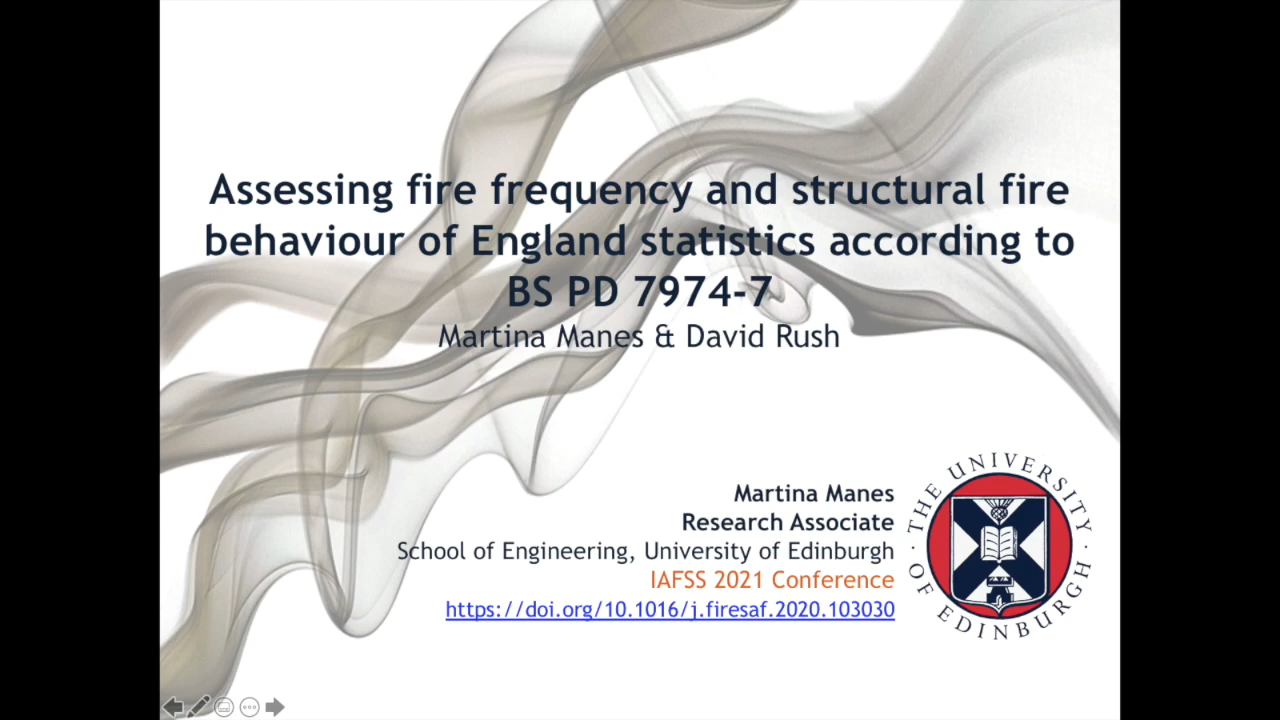 Assessing fire frequency and structural fire
behaviour of England statistics according to
BS PD 7974-7
Martina Manes & David Rush
Martina Manes
Research Associate
School of Engineering, University of Edinburgh
IAFSS 2021 Conference
https://doi.org/10.1016/j.firesaf.2020.103030
THE UNIVERSITY
OF EDINBURGH